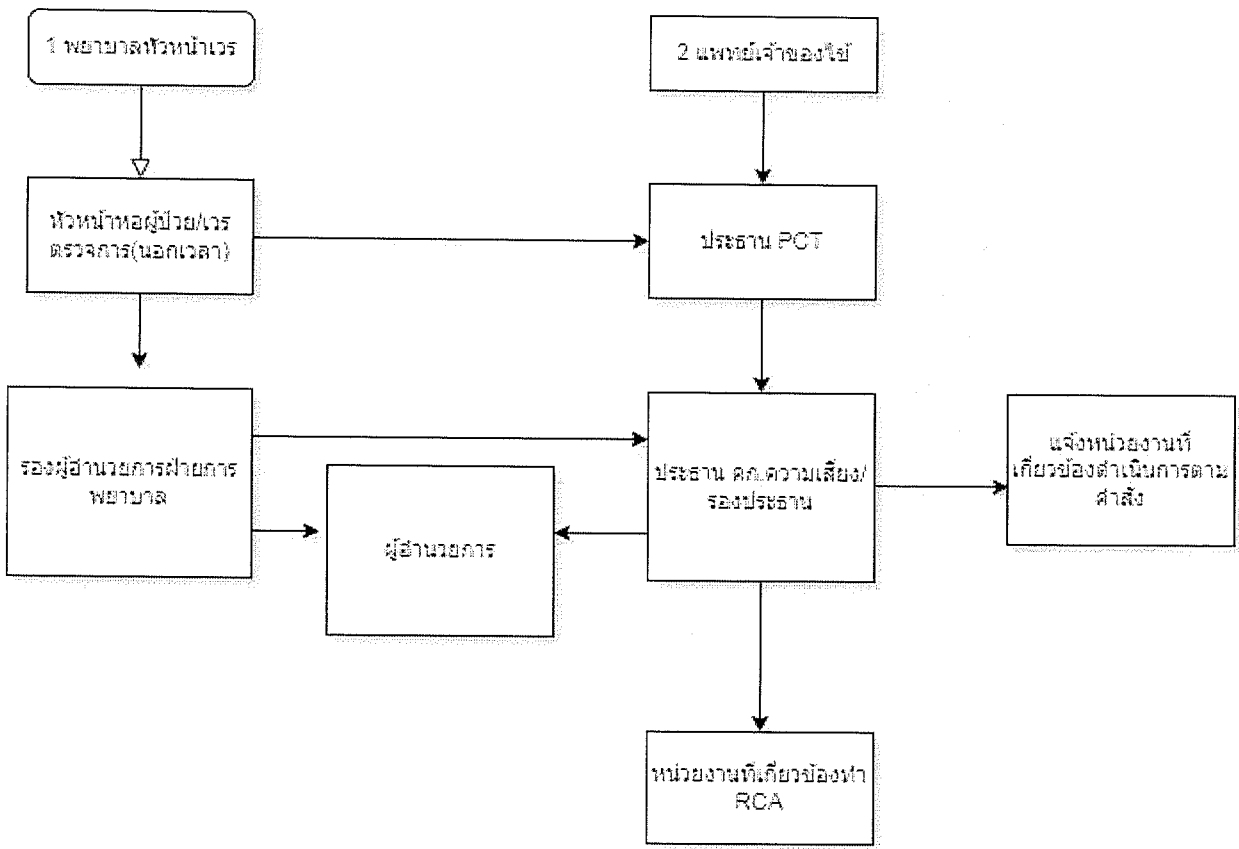 1 พยาบาลหัวหน้าเวร
2 แพทย์เจ้าของไข้
หัวหน้าหอผู้ป่วย/เวร
ตรวจการ(นอกเวลา)
ประธาน PCT
รองผู้อำนวยการฝ่ายการ
พยาบาล
ผู้อำนวยการ
ประธาน คก.ความเสี่ยง/
รองประธาน
แจ้งหน่วยงานที่
เกี่ยวข้องดำเนินการตาม
คำสั่ง
หน่วยงานที่เกี่ยวข้องทำ
RCA